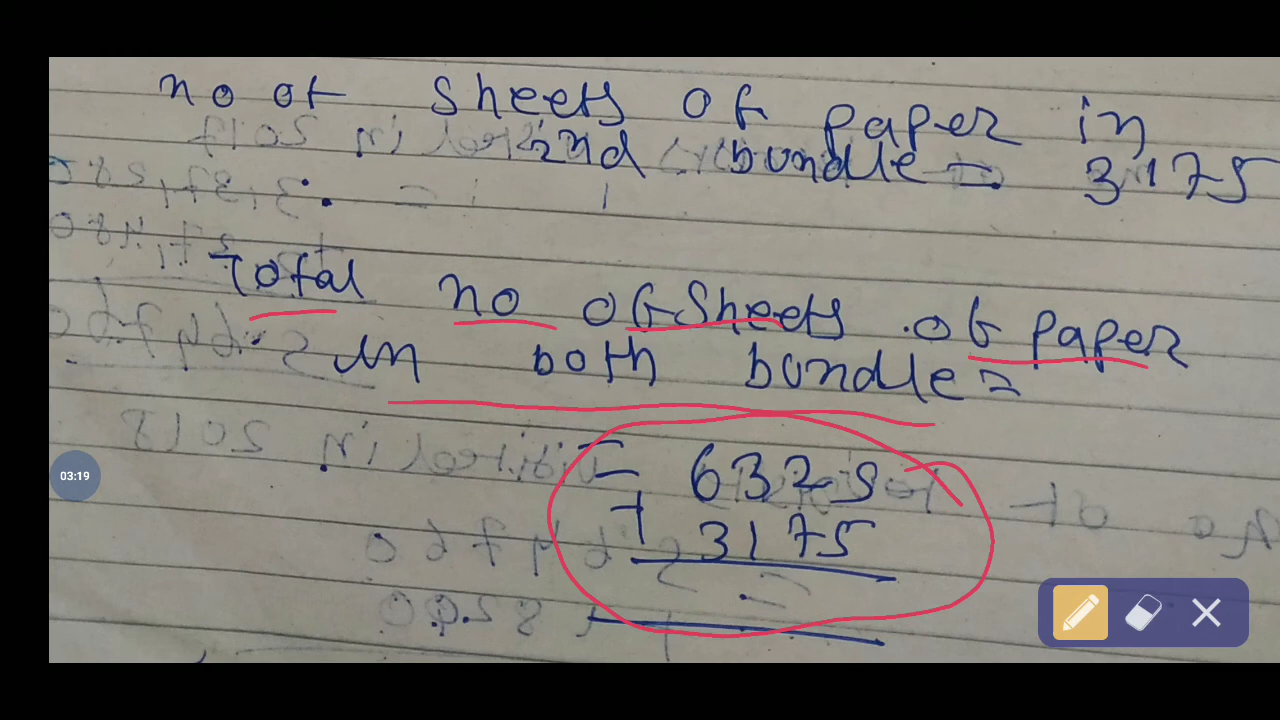 no of sheets of paper in
2nd bundle = 3175
Total no of sheets of paper
in both bundle =
= 6325
+ 3175
03:19